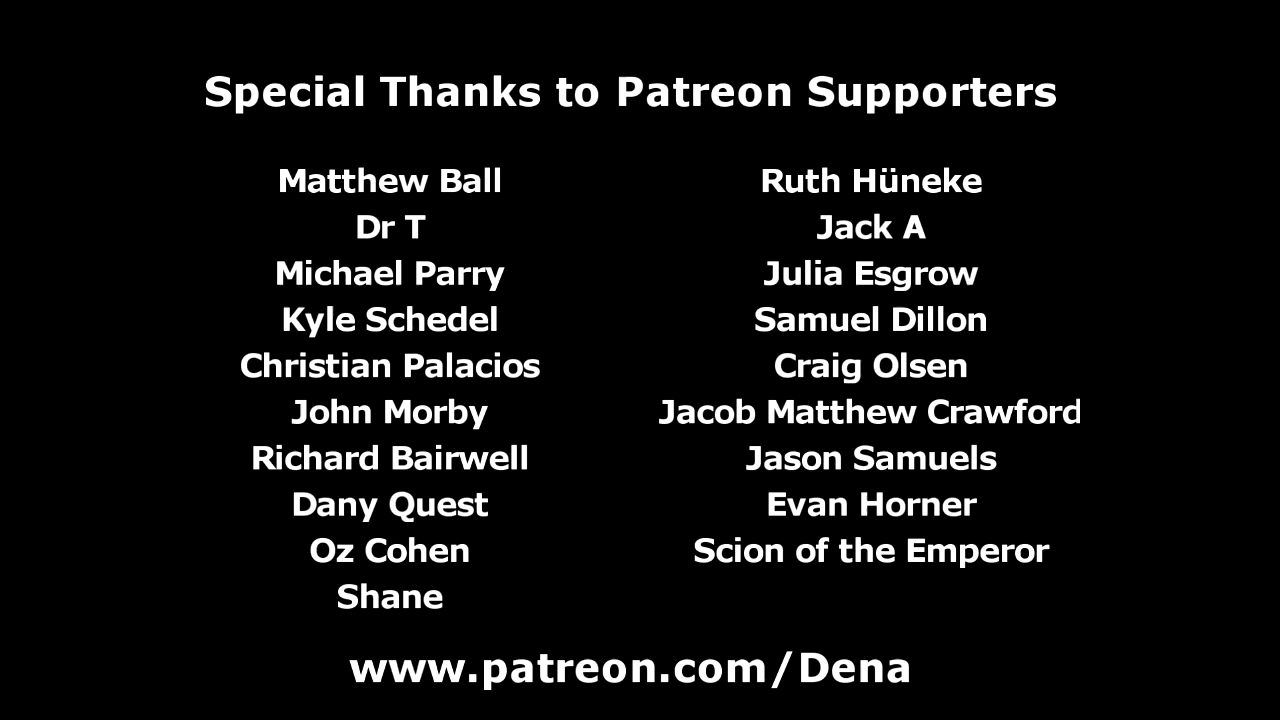 Special Thanks to Patreon Supporters
Matthew Ball
Dr T
Michael Parry
Kyle Schedel
Christian Palacios
John Morby
Richard Bairwell
Dany Quest
Oz Cohen
Shane
Ruth Hüneke
Jack A
Julia Esgrow
Samuel Dillon
Craig Olsen
Jacob Matthew Crawford
Jason Samuels
Evan Horner
Scion of the Emperor
www.patreon.com/Dena